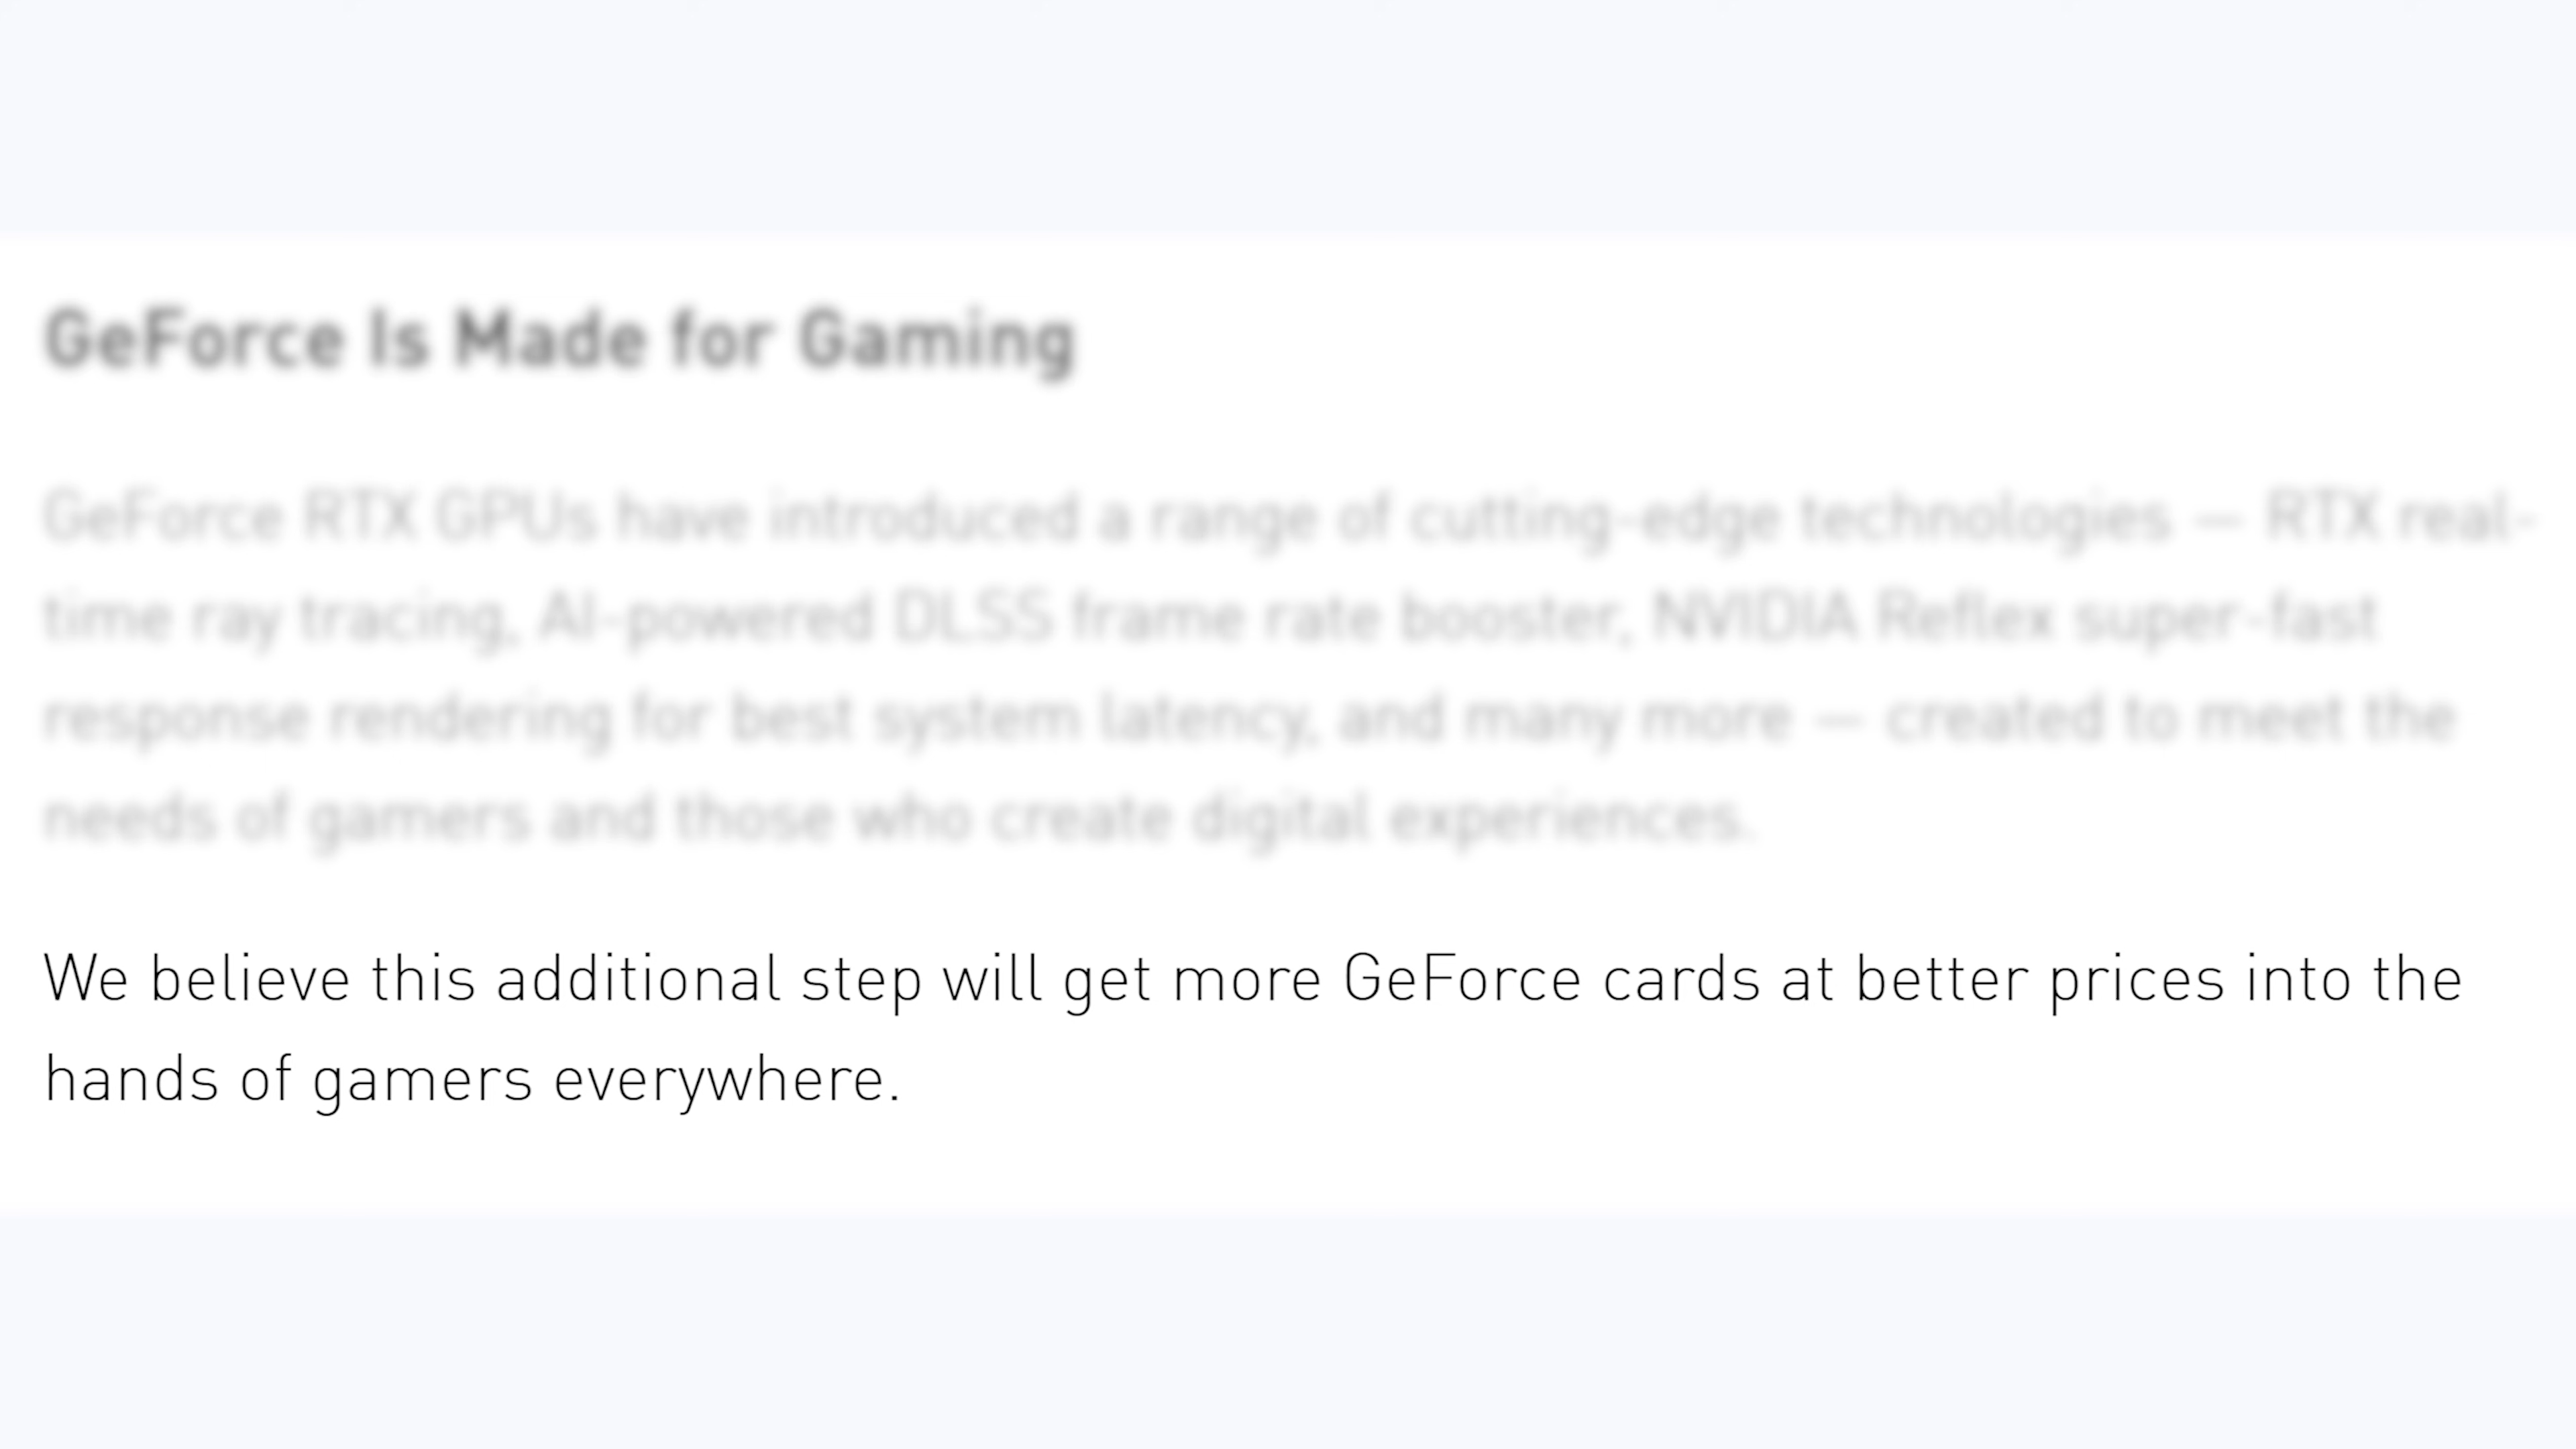 GeForce Is Made for Gaming
GeForce RTX GPUs have introduced a range of cutting-edge technologies — RTX real-
time ray tracing, AI-powered DLSS frame rate booster, NVIDIA Reflex super-fast
response rendering for best system latency, and many more — created to meet the
needs of gamers and those who create digital experiences.
We believe this additional step will get more GeForce cards at better prices into the
hands of gamers everywhere.